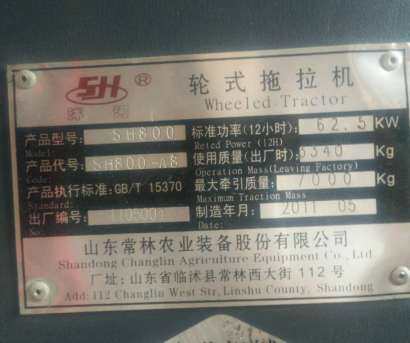 SH ®
轮式拖拉机
Wheeled Tractor
产品型号: SH800 标准功率(12小时): 62.5 KW
Model: Rated Power (12H)
产品代号: SH800-A8 使用质量(出厂时): 6340 Kg
Code: Operation Mass(Leaving Factory)
产品执行标准: GB/T 15370 最大牵引质量: 7000 Kg
Standard: Maximum Traction Mass
出厂编号: 制造年月: 2011 05
No: Date:
山东常林农业装备股份有限公司
Shandong Changlin Agriculture Equipment Co., Ltd
厂址: 山东省临沭县常林西大街 112 号
Add: 112 Changlin West Str, Linshu County, Shandong